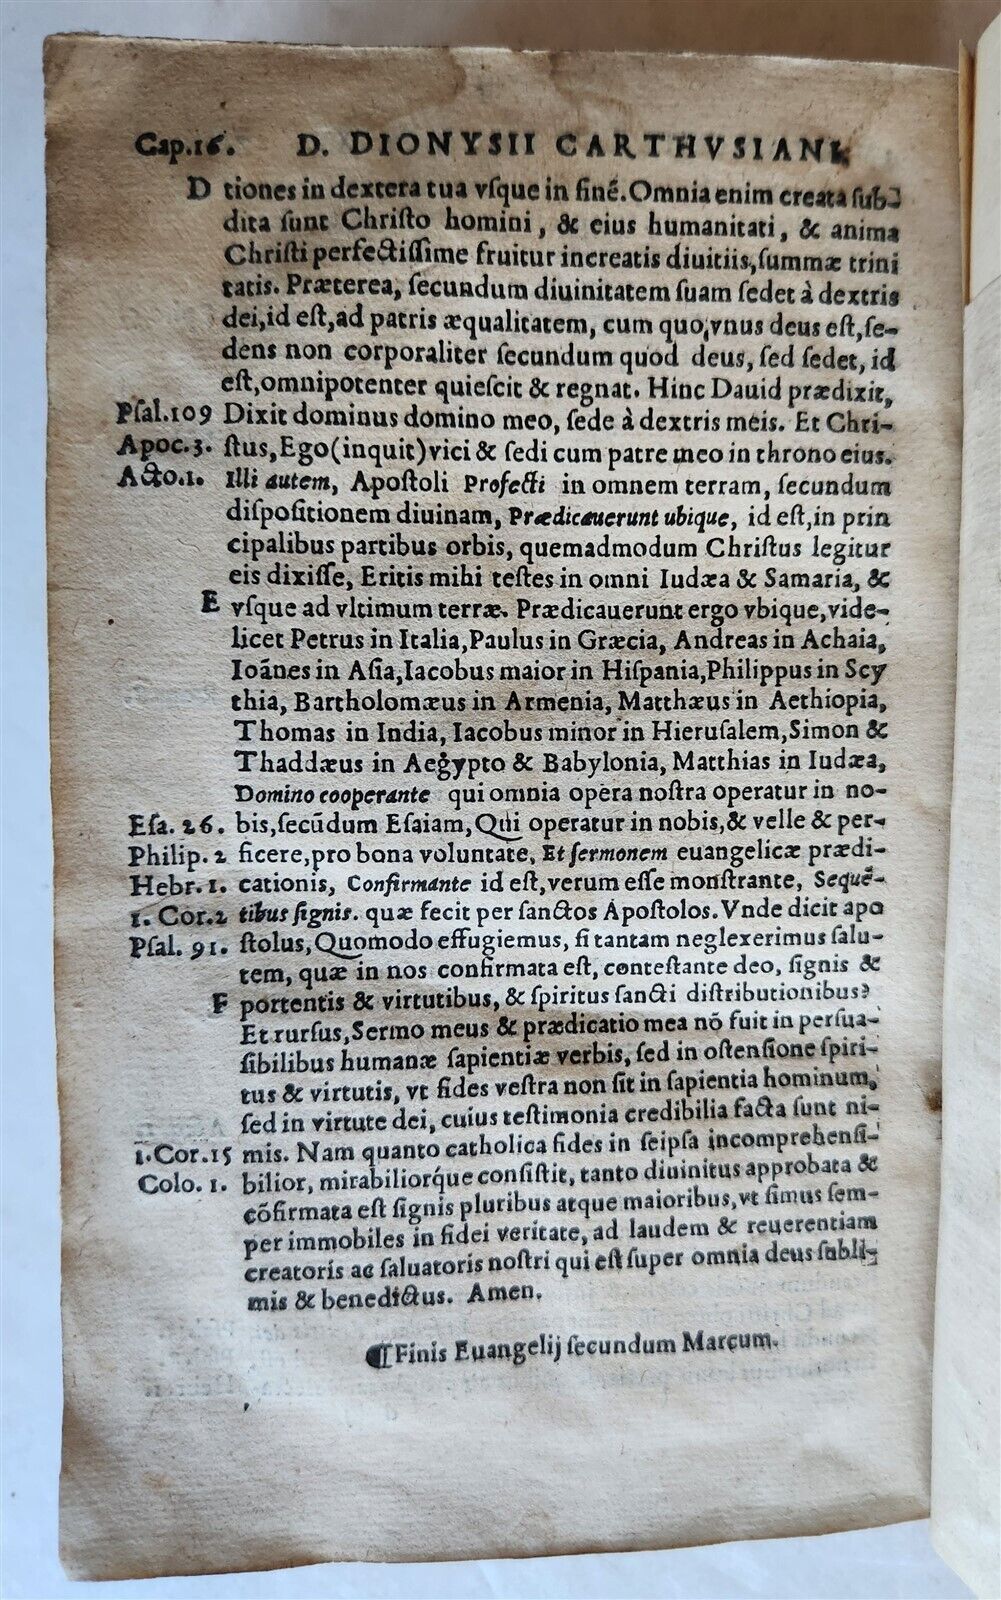 Cap.16. D. DIONYSII CARTHVSIANI
D tiones in dextera tua vſque in finẽ. Omnia enim creata ſub-
dita ſunt Chriſto homini, & eius humanitati, & anima
Chriſti perfectiſſime fruitur increatis diuitiis, ſummæ trini
tatis. Præterea, ſecundum diuinitatem ſuam ſedet à dextris
dei, id eſt, ad patris æqualitatem, cum quo, vnus deus eſt, ſe-
dens non corporaliter ſecundum quod deus, ſed ſedet, id
eſt, omnipotenter quieſcit & regnat. Hinc Dauid prædixit,
Pſal.109 Dixit dominus domino meo, ſede à dextris meis. Et Chri-
Apoc.3. ſtus, Ego (inquit) vici & ſedi cum patre meo in throno eius.
Acto.1. Illi autem, Apoſtoli Profecti in omnem terram, ſecundum
diſpoſitionem diuinam, Prædicauerunt ubique, id eſt, in prin
cipalibus partibus orbis, quemadmodum Chriſtus legitur
eis dixiſſe, Eritis mihi teſtes in omni Iudæa & Samaria, &
E vſque ad vltimum terræ. Prædicauerunt ergo vbique, vide-
licet Petrus in Italia, Paulus in Græcia, Andreas in Achaia,
Ioãnes in Aſia, Iacobus maior in Hiſpania, Philippus in Scy
thia, Bartholomæus in Armenia, Matthæus in Aethiopia,
Thomas in India, Iacobus minor in Hieruſalem, Simon &
Thaddæus in Aegypto & Babylonia, Matthias in Iudæa,
Domino cooperante qui omnia opera noſtra operatur in no-
Eſa. 26. bis, ſecũdum Eſaiam, Qui operatur in nobis, & velle & per-
Philip. 2 ficere, pro bona voluntate, Et ſermonem euangelicæ prædi-
Hebr. 1. cationis, Confirmante id eſt, verum eſſe monſtrante, Sequẽ-
1. Cor.2 tibus ſignis. quæ fecit per ſanctos Apoſtolos. Vnde dicit apo
Pſal. 91. ſtolus, Quomodo effugiemus, ſi tantam neglexerimus ſalu-
tem, quæ in nos confirmata eſt, conteſtante deo, ſignis &
F portentis & virtutibus, & ſpiritus ſancti diſtributionibus?
Et rurſus, Sermo meus & prædicatio mea nõ fuit in perſua-
ſibilibus humanæ ſapientiæ verbis, ſed in oſtenſione ſpiri-
tus & virtutis, vt fides veſtra non ſit in ſapientia hominum,
ſed in virtute dei, cuius teſtimonia credibilia facta ſunt ni-
1.Cor.15 mis. Nam quanto catholica fides in ſeipſa incomprehenſi-
Colo. 1. bilior, mirabiliorq́ue conſiſtit, tanto diuinitus approbata &
cõfirmata eſt ſignis pluribus atque maioribus, vt ſimus ſem-
per immobiles in fidei veritate, ad laudem & reuerentiam
creatoris ac ſaluatoris noſtri qui eſt ſuper omnia deus ſubli-
mis & benedictus. Amen.
¶ Finis Euangelij ſecundum Marcum.